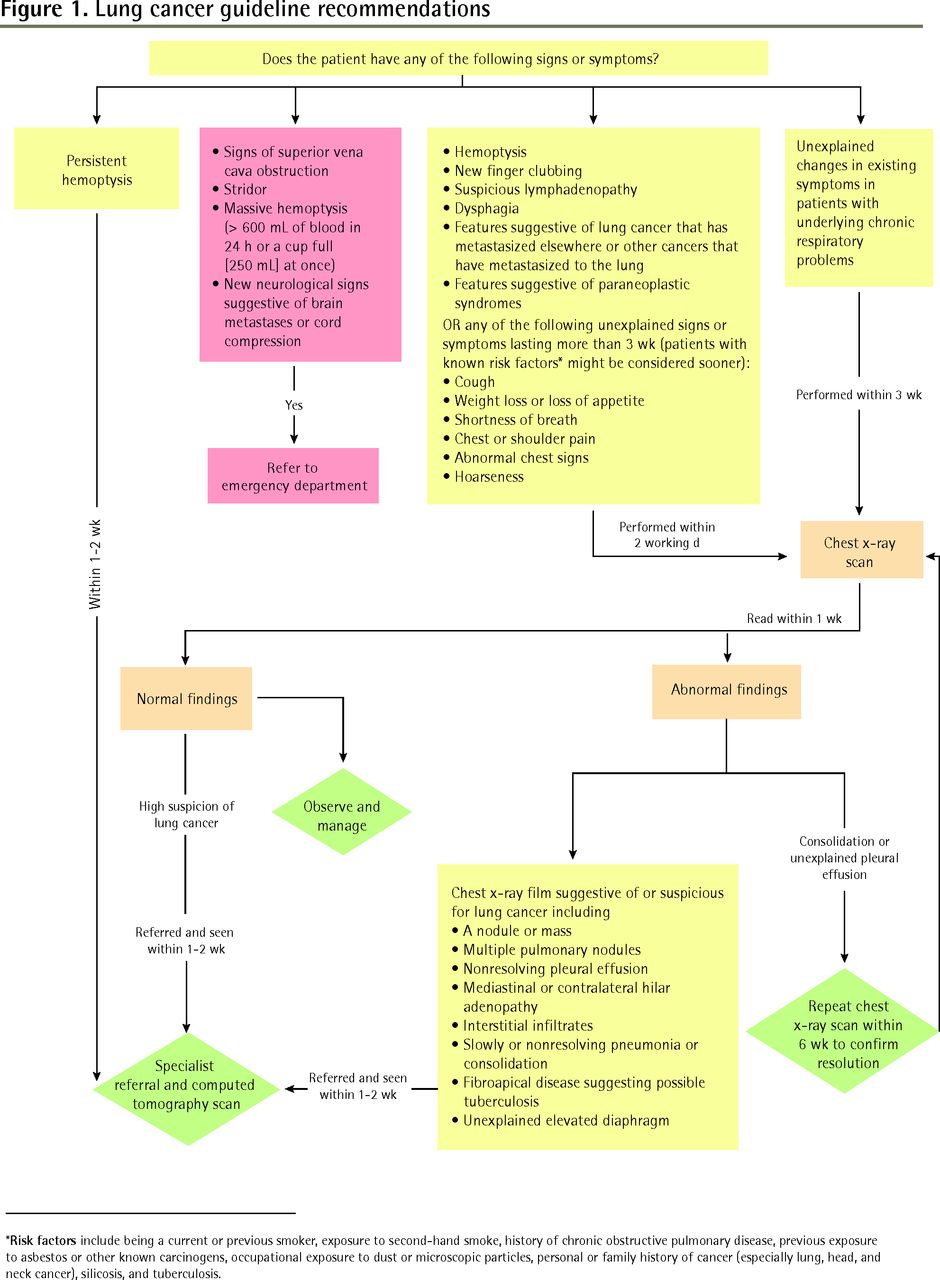 Figure 1. Lung cancer guideline recommendations
Does the patient have any of the following signs or symptoms?
Persistent
hemoptysis
• Signs of superior vena
cava obstruction
• Stridor
• Massive hemoptysis
(> 600 mL of blood in
24 h or a cup full
[250 mL] at once)
• New neurological signs
suggestive of brain
metastases or cord
compression
• Hemoptysis
• New finger clubbing
• Suspicious lymphadenopathy
• Dysphagia
• Features suggestive of lung cancer that has
metastasized elsewhere or other cancers that
have metastasized to the lung
• Features suggestive of paraneoplastic
syndromes
OR any of the following unexplained signs or
symptoms lasting more than 3 wk (patients with
known risk factors* might be considered sooner):
• Cough
• Weight loss or loss of appetite
• Shortness of breath
• Chest or shoulder pain
• Abnormal chest signs
• Hoarseness
Unexplained
changes in existing
symptoms in
patients with
underlying chronic
respiratory
problems
Yes
Refer to
emergency department
Performed within 3 wk
Within 1-2 wk
Performed within
2 working d
Chest x-ray
scan
Read within 1 wk
Normal findings
Abnormal findings
High suspicion of
lung cancer
Observe and
manage
Consolidation or
unexplained pleural
effusion
Chest x-ray film suggestive of or suspicious
for lung cancer including
• A nodule or mass
• Multiple pulmonary nodules
• Nonresolving pleural effusion
• Mediastinal or contralateral hilar
adenopathy
• Interstitial infiltrates
• Slowly or nonresolving pneumonia or
consolidation
• Fibroapical disease suggesting possible
tuberculosis
• Unexplained elevated diaphragm
Referred and seen
within 1-2 wk
Repeat chest
x-ray scan within
6 wk to confirm
resolution
Specialist
referral and computed
tomography scan
Referred and seen
within 1-2 wk
*Risk factors include being a current or previous smoker, exposure to second-hand smoke, history of chronic obstructive pulmonary disease, previous exposure
to asbestos or other known carcinogens, occupational exposure to dust or microscopic particles, personal or family history of cancer (especially lung, head, and
neck cancer), silicosis, and tuberculosis.